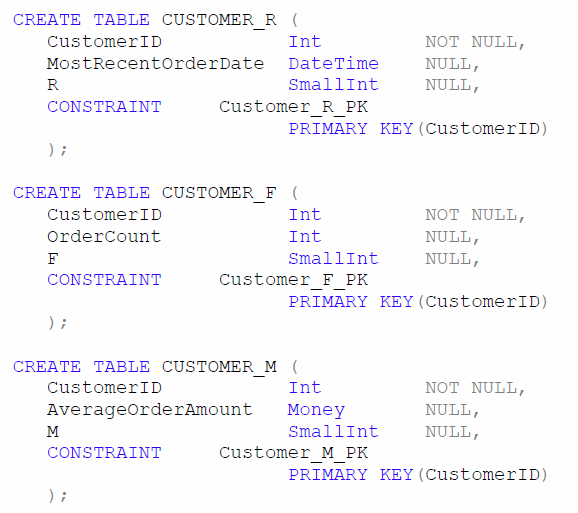 CREATE TABLE CUSTOMER_R (
CustomerID Int NOT NULL,
MostRecentOrderDate DateTime NULL,
R SmallInt NULL,
CONSTRAINT Customer_R_PK
PRIMARY KEY(CustomerID)
);
CREATE TABLE CUSTOMER_F (
CustomerID Int NOT NULL,
OrderCount Int NULL,
F SmallInt NULL,
CONSTRAINT Customer_F_PK
PRIMARY KEY(CustomerID)
);
CREATE TABLE CUSTOMER_M (
CustomerID Int NOT NULL,
AverageOrderAmount Money NULL,
M SmallInt NULL,
CONSTRAINT Customer_M_PK
PRIMARY KEY(CustomerID)
);